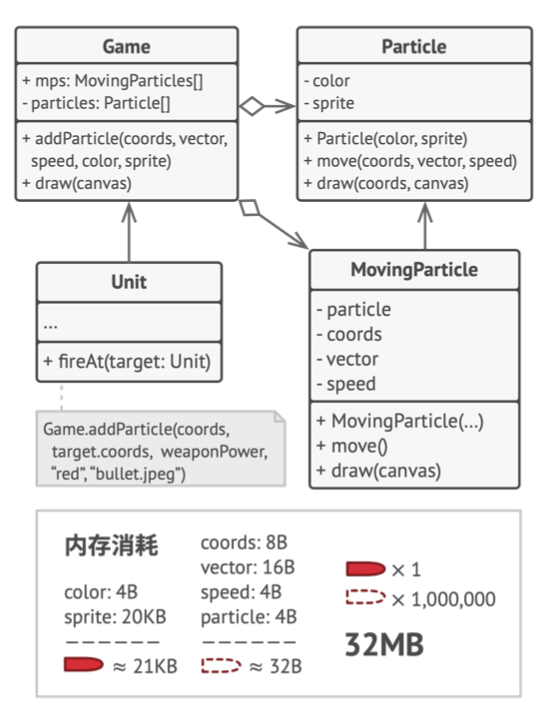 Game
+ mps: MovingParticles[]
- particles: Particle[]
+ addParticle(coords, vector,
speed, color, sprite)
+ draw(canvas)
Particle
- color
- sprite
+ Particle(color, sprite)
+ move(coords, vector, speed)
+ draw(coords, canvas)
Unit
...
+ fireAt(target: Unit)
MovingParticle
- particle
- coords
- vector
- speed
+ MovingParticle(...)
+ move()
+ draw(canvas)
Game.addParticle(coords,
target.coords, weaponPower,
“red”, “bullet.jpeg”)
内存消耗
color: 4B
sprite: 20KB
──────
≈ 21KB
coords: 8B
vector: 16B
speed: 4B
particle: 4B
──────
≈ 32B
× 1
× 1,000,000
32MB